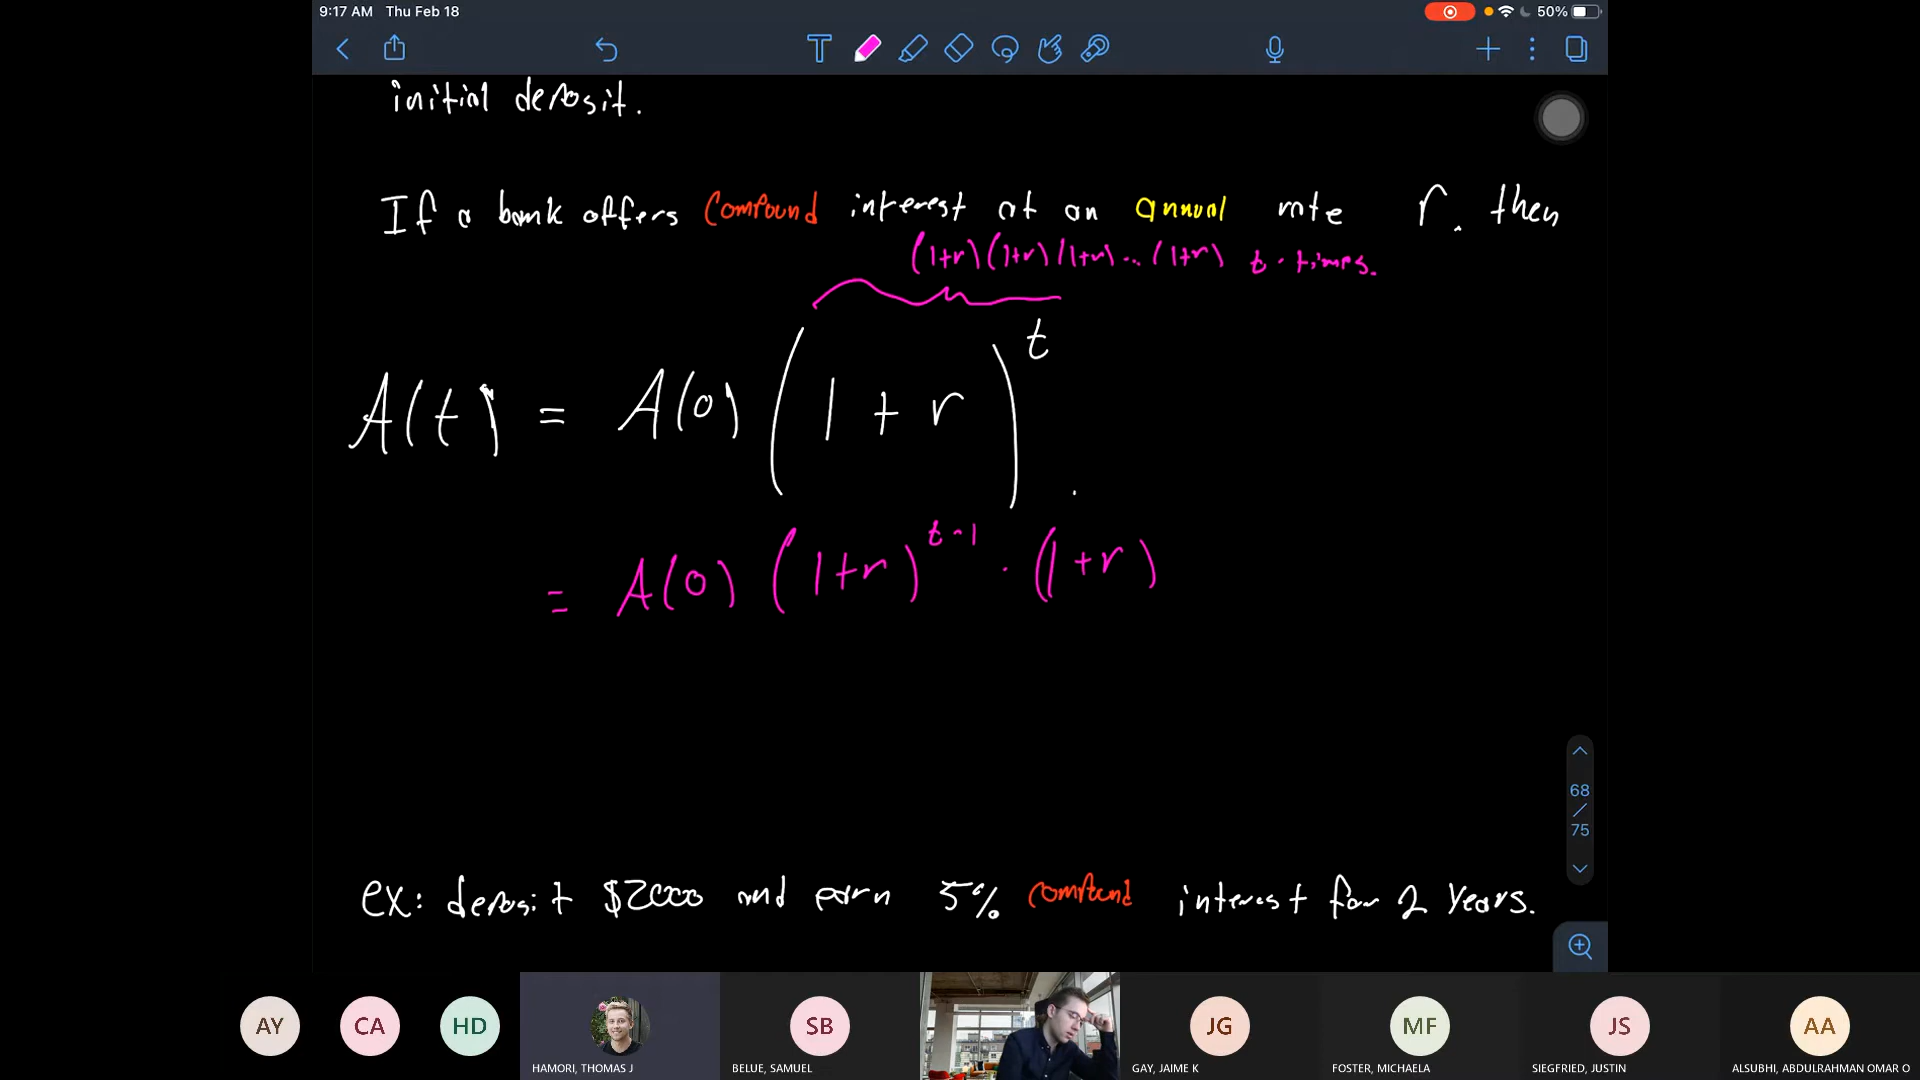 9:17 AM Thu Feb 18 50%
initial deposit.
If a bank offers compound interest at an annual rate r. then
(1+r)(1+r)(1+r)...(1+r) t-times.
A(t) = A(0) (1 + r)^t.
= A(0) (1+r)^{t-1} · (1+r)
68
/
75
ex: deposit $2000 and earn 5% compound interest for 2 years.
AY CA HD SB JG MF JS AA
HAMORI, THOMAS J BELUE, SAMUEL GAY, JAIME K FOSTER, MICHAELA SIEGFRIED, JUSTIN ALSUBHI, ABDULRAHMAN OMAR O